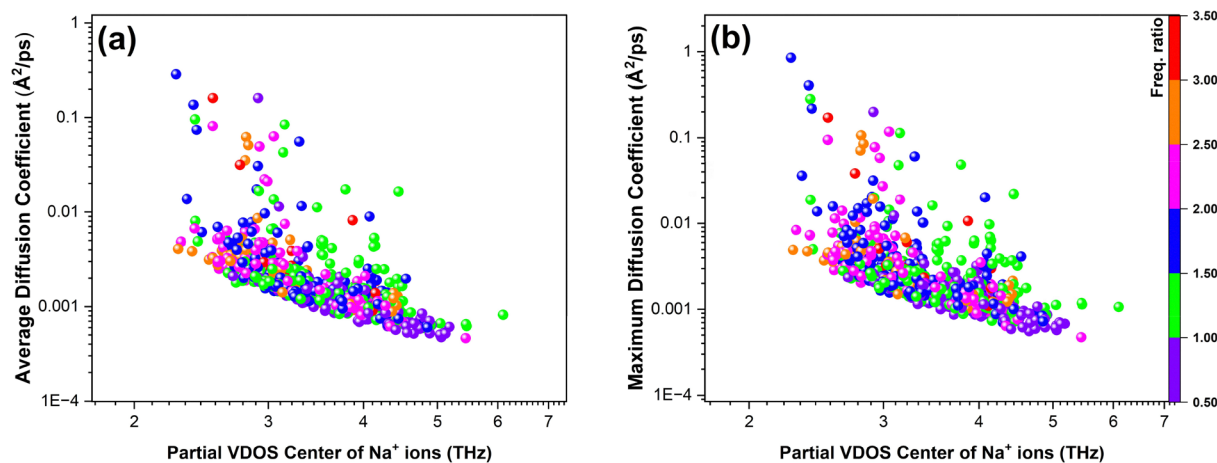 (a)
Average Diffusion Coefficient (Å²/ps)
1
0.1
0.01
0.001
1E−4
2 3 4 5 6 7
Partial VDOS Center of Na⁺ ions (THz)
(b)
Maximum Diffusion Coefficient (Å²/ps)
1
0.1
0.01
0.001
1E−4
2 3 4 5 6 7
Partial VDOS Center of Na⁺ ions (THz)
Freq. ratio
3.50
3.00
2.50
2.00
1.50
1.00
0.50